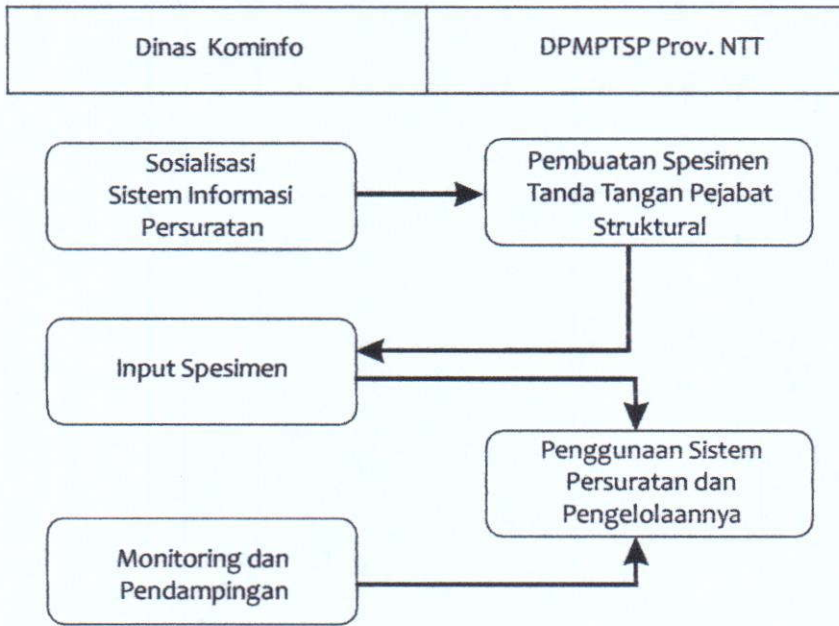 Dinas Kominfo
DPMPTSP Prov. NTT
Sosialisasi
Sistem Informasi
Persuratan
Pembuatan Spesimen
Tanda Tangan Pejabat
Struktural
Input Spesimen
Penggunaan Sistem
Persuratan dan
Pengelolaannya
Monitoring dan
Pendampingan